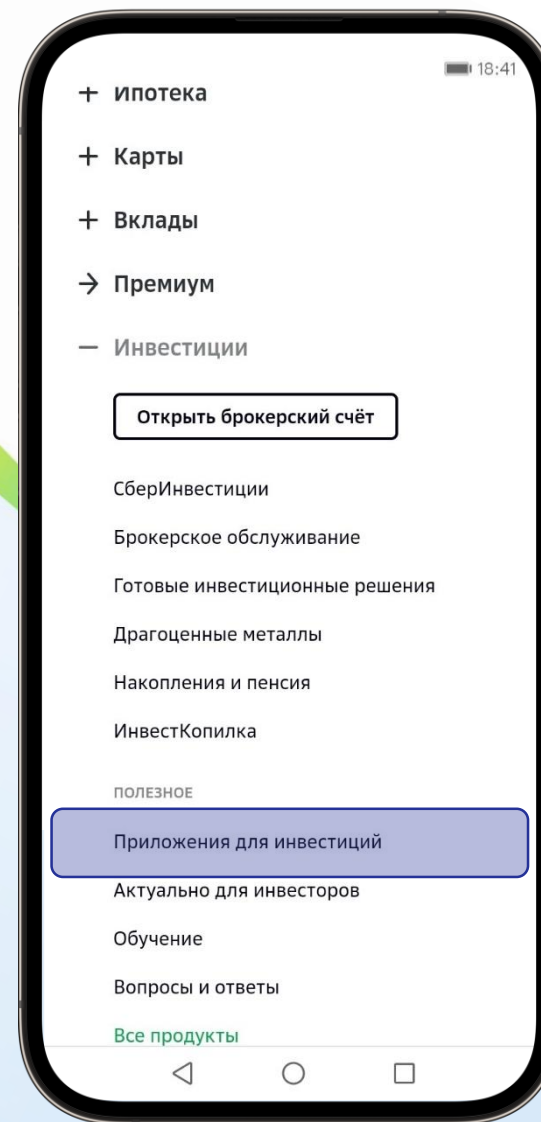 18:41
+ Ипотека
+ Карты
+ Вклады
→ Премиум
— Инвестиции
Открыть брокерский счёт
СберИнвестиции
Брокерское обслуживание
Готовые инвестиционные решения
Драгоценные металлы
Накопления и пенсия
ИнвестКопилка
ПОЛЕЗНОЕ
Приложения для инвестиций
Актуально для инвесторов
Обучение
Вопросы и ответы
Все продукты